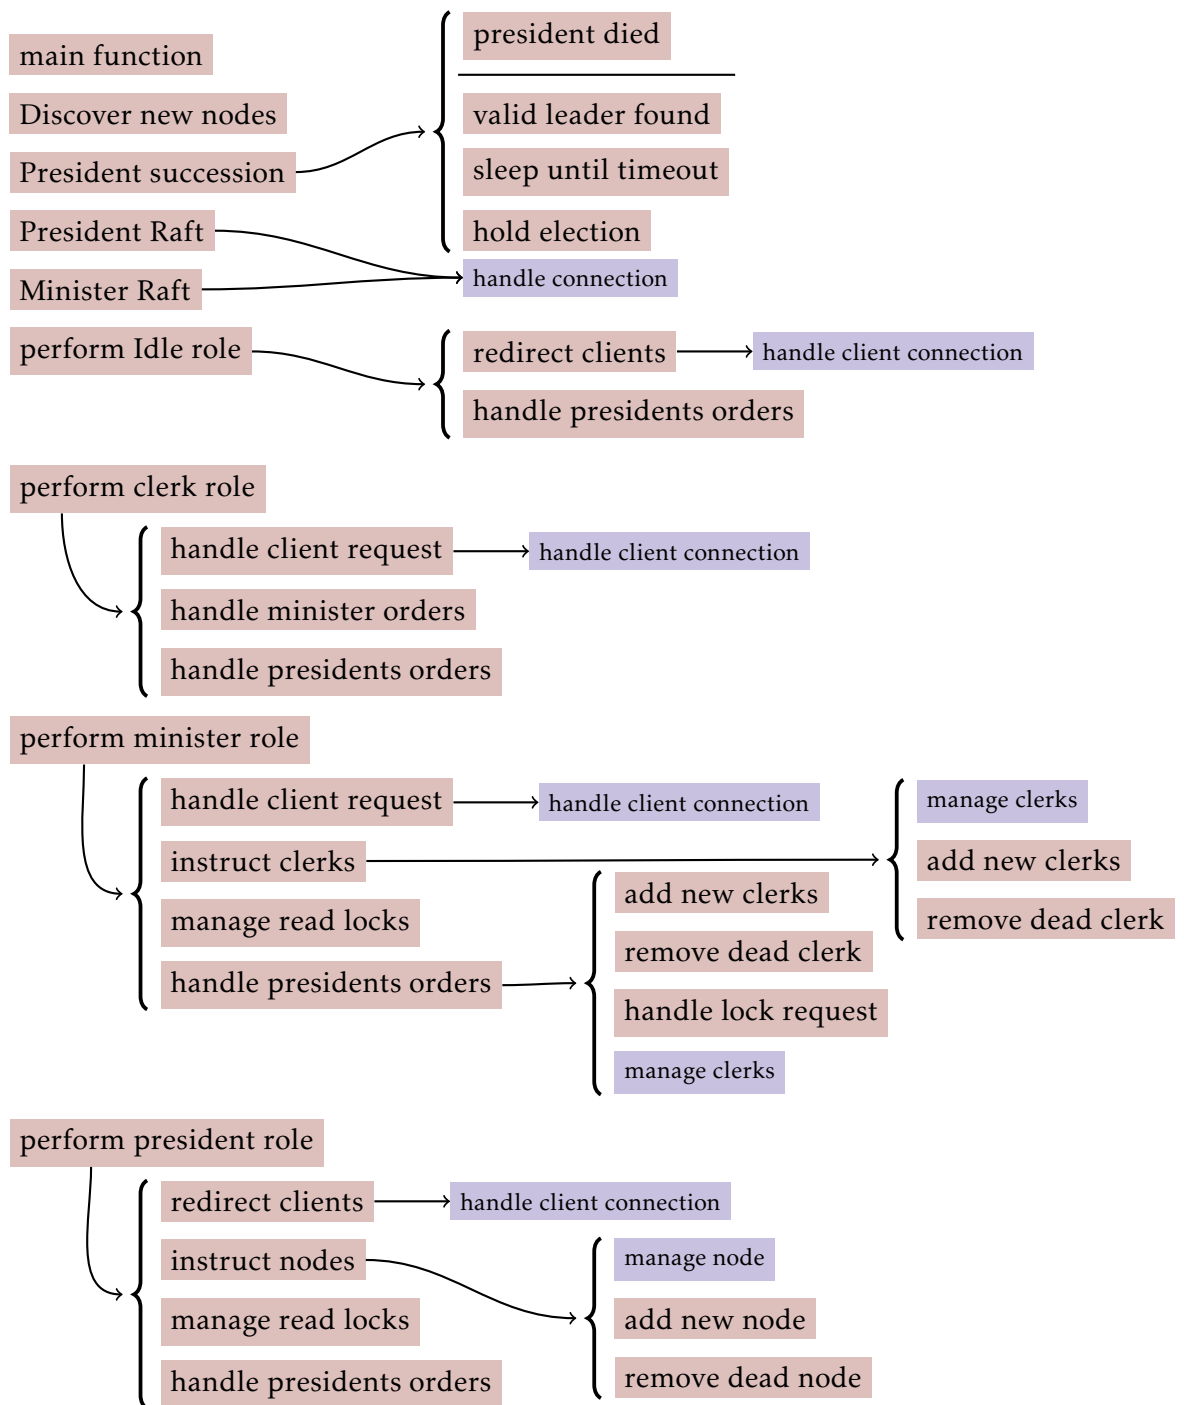 main function
Discover new nodes
President succession
President Raft
Minister Raft
president died
valid leader found
sleep until timeout
hold election
handle connection
perform Idle role
redirect clients
handle client connection
handle presidents orders
perform clerk role
handle client request
handle client connection
handle minister orders
handle presidents orders
perform minister role
handle client request
handle client connection
instruct clerks
manage clerks
add new clerks
remove dead clerk
manage read locks
handle presidents orders
add new clerks
remove dead clerk
handle lock request
manage clerks
perform president role
redirect clients
handle client connection
instruct nodes
manage node
add new node
remove dead node
manage read locks
handle presidents orders